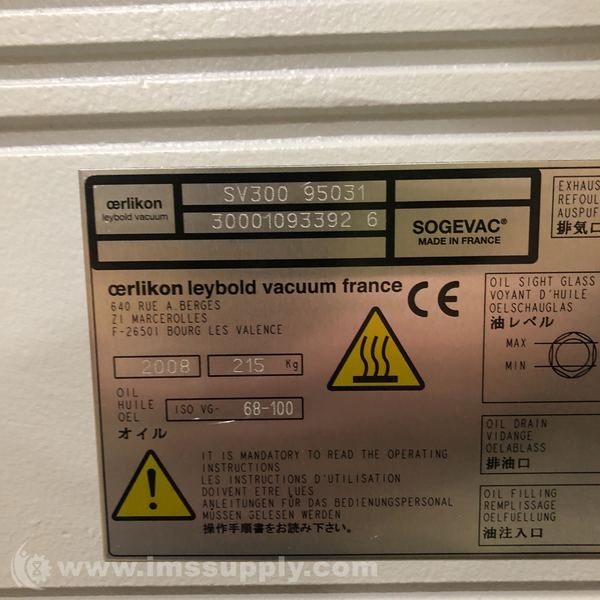 œrlikon
leybold vacuum
SV300 95031
30001093392 6
SOGEVAC®
MADE IN FRANCE
œrlikon leybold vacuum france
640 RUE A.BERGES
ZI MARCEROLLES
F-26501 BOURG LES VALENCE
CE
2008
215 Kg
OIL
HUILE
OEL
オイル
ISO VG- 68-100
IT IS MANDATORY TO READ THE OPERATING
INSTRUCTIONS
LES INSTRUCTIONS D'UTILISATION
DOIVENT ETRE LUES
ANLEITUNGEN FÜR DAS BEDIENUNGSPERSONAL
MÜSSEN GELESEN WERDEN
操作手順書をお読み下さい。
EXHAUS
REFOUL
AUSPUF
排気口
OIL SIGHT GLASS
VOYANT D'HUILE
OELSCHAUGLAS
油レベル
MAX
MIN
OIL DRAIN
VIDANGE
OELABLASS
排油口
OIL FILLING
REMPLISSAGE
OELFUELLUNG
油注入口
www.imssupply.com